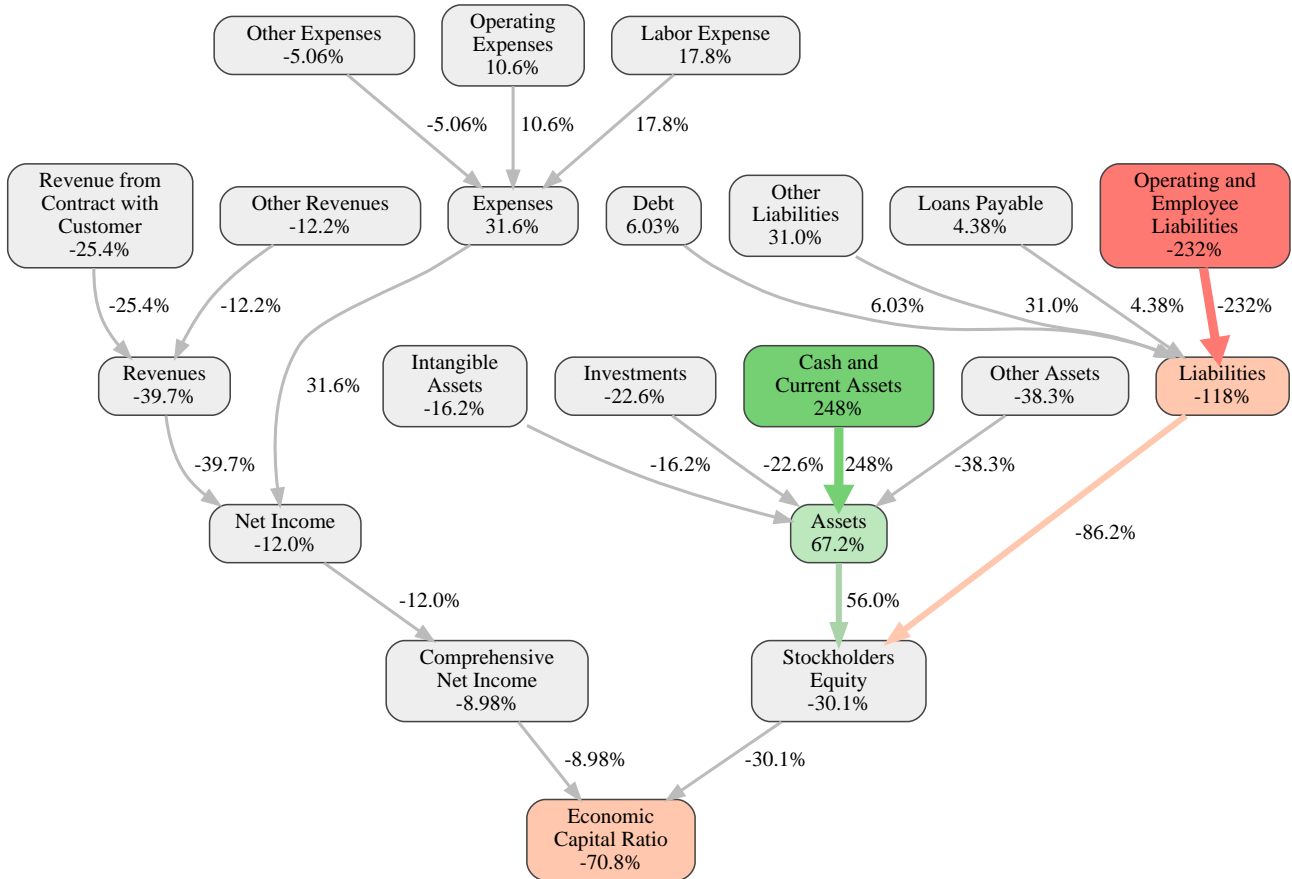 Other Expenses
-5.06%
Operating
Expenses
10.6%
Labor Expense
17.8%
-5.06%
10.6%
17.8%
Revenue from
Contract with
Customer
-25.4%
Other Revenues
-12.2%
Expenses
31.6%
Debt
6.03%
Other
Liabilities
31.0%
Loans Payable
4.38%
Operating and
Employee
Liabilities
-232%
-25.4%
-12.2%
6.03%
31.0%
4.38%
-232%
Revenues
-39.7%
31.6%
Intangible
Assets
-16.2%
Investments
-22.6%
Cash and
Current Assets
248%
Other Assets
-38.3%
Liabilities
-118%
-39.7%
-16.2%
-22.6%
248%
-38.3%
Net Income
-12.0%
Assets
67.2%
-86.2%
-12.0%
56.0%
Comprehensive
Net Income
-8.98%
Stockholders
Equity
-30.1%
-8.98%
-30.1%
Economic
Capital Ratio
-70.8%